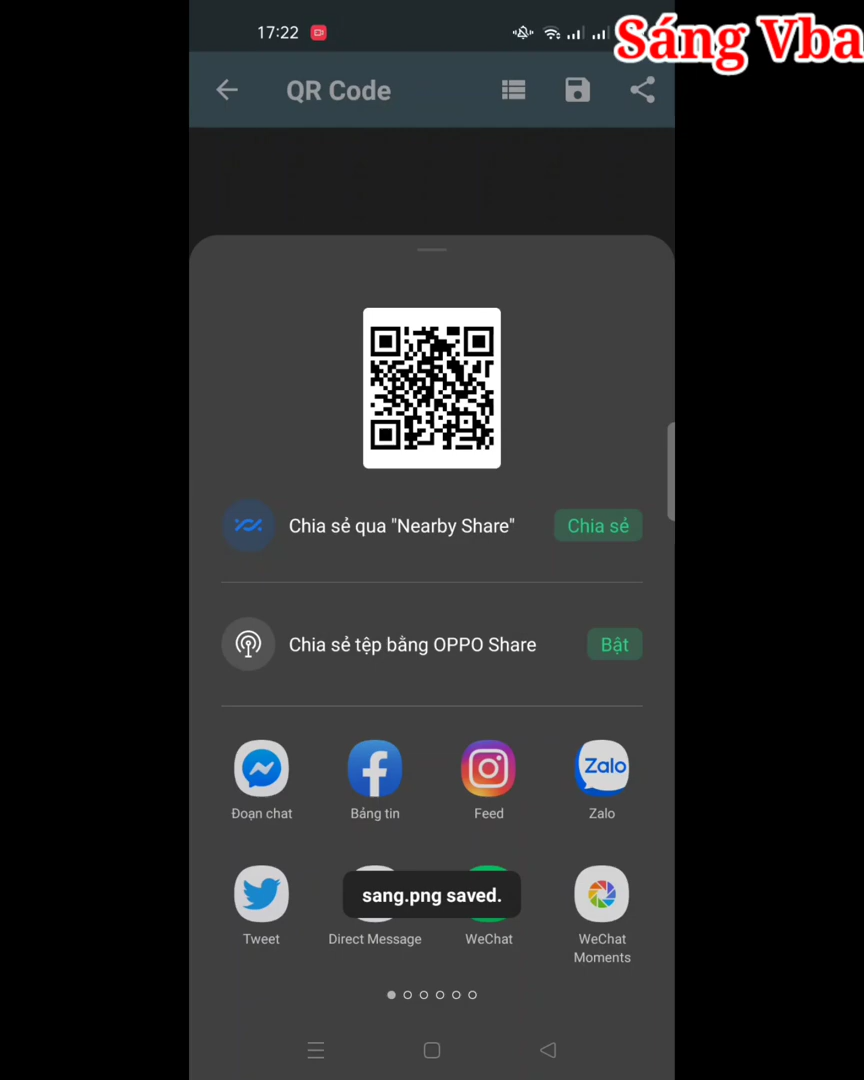 17:22
Sáng Vba
QR Code
Chia sẻ qua "Nearby Share"
Chia sẻ
Chia sẻ tệp bằng OPPO Share
Bật
Zalo
Đoạn chat
Bảng tin
Feed
Zalo
sang.png saved.
Tweet
Direct Message
WeChat
WeChat
Moments